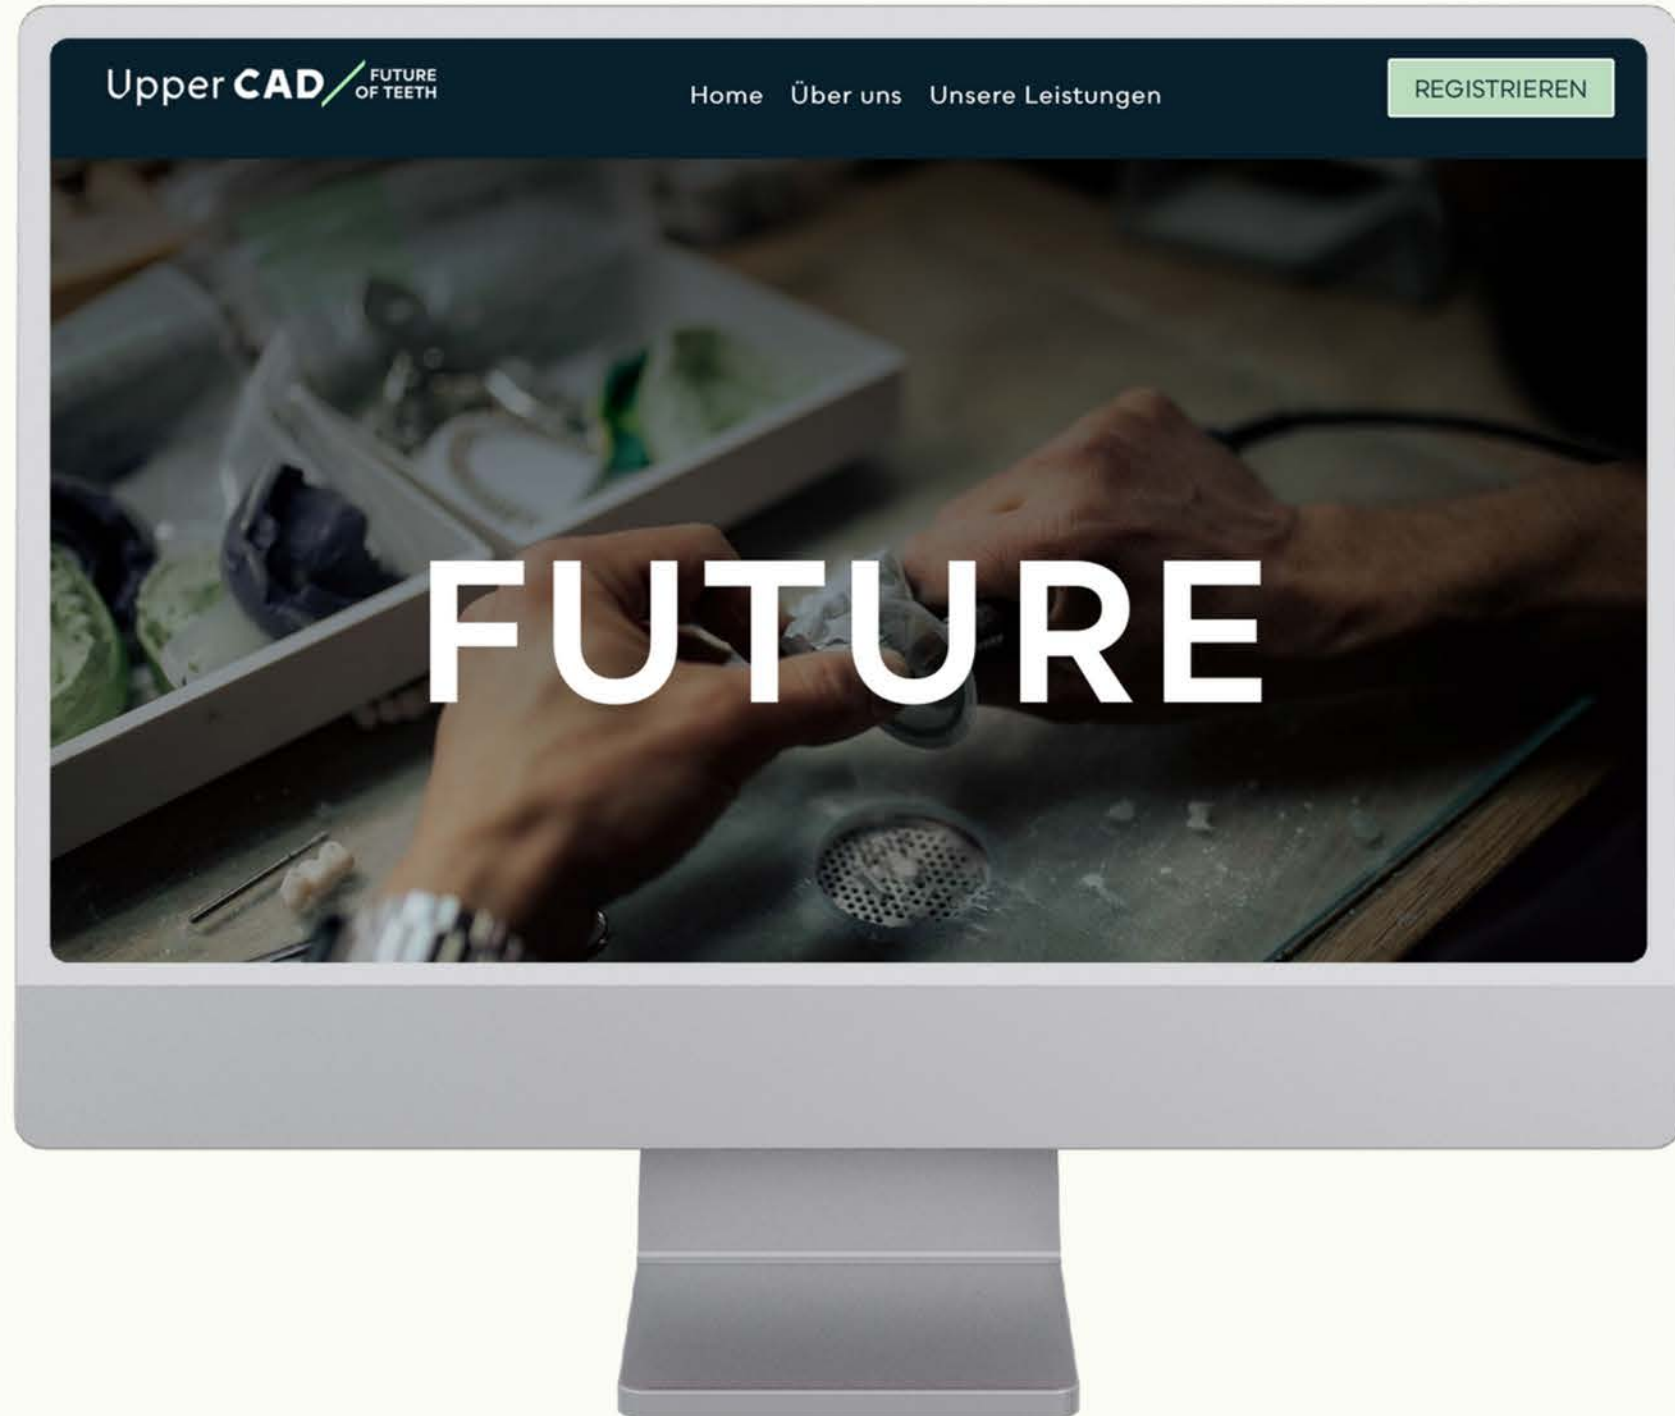 Upper CAD / FUTURE OF TEETH
Home Über uns Unsere Leistungen
REGISTRIEREN
FUTURE